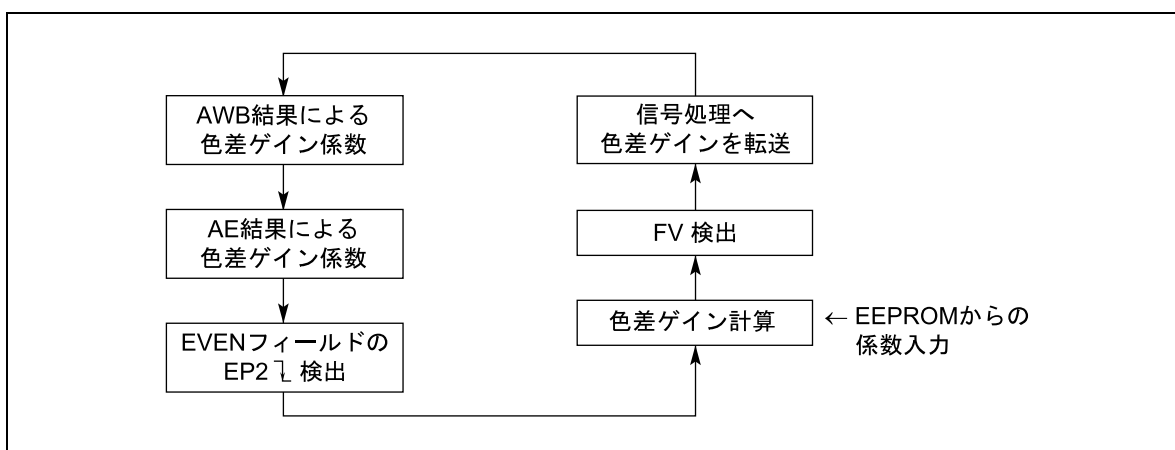 AWB結果による
色差ゲイン係数
AE結果による
色差ゲイン係数
EVENフィールドの
EP2 検出
色差ゲイン計算
← EEPROMからの
係数入力
FV 検出
信号処理へ
色差ゲインを転送